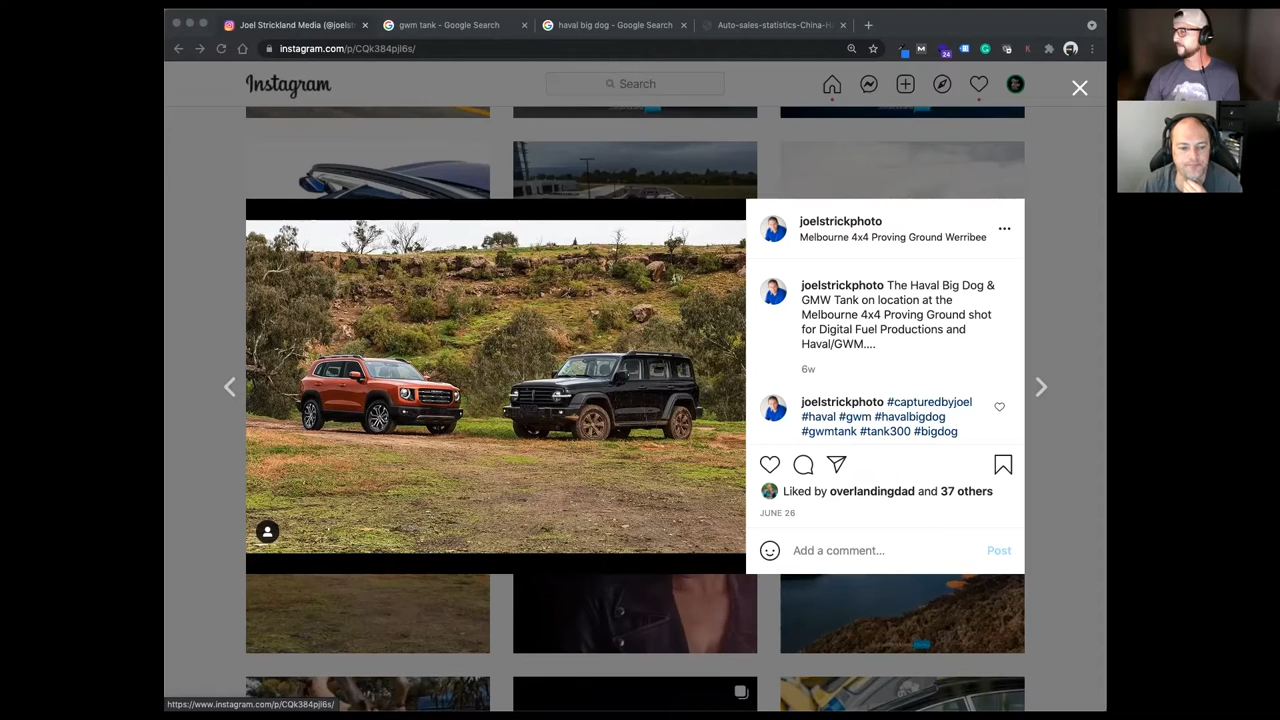 Joel Strickland Media (@joelst
gwm tank - Google Search
haval big dog - Google Search
Auto-sales-statistics-China-H
instagram.com/p/CQk384pjl6s/
24
Instagram
Search
joelstrickphoto
Melbourne 4x4 Proving Ground Werribee
joelstrickphoto The Haval Big Dog &
GMW Tank on location at the
Melbourne 4x4 Proving Ground shot
for Digital Fuel Productions and
Haval/GWM....
6w
joelstrickphoto #capturedbyjoel
#haval #gwm #havalbigdog
#gwmtank #tank300 #bigdog
Liked by overlandingdad and 37 others
JUNE 26
Add a comment... Post
https://www.instagram.com/p/CQk384pjl6s/